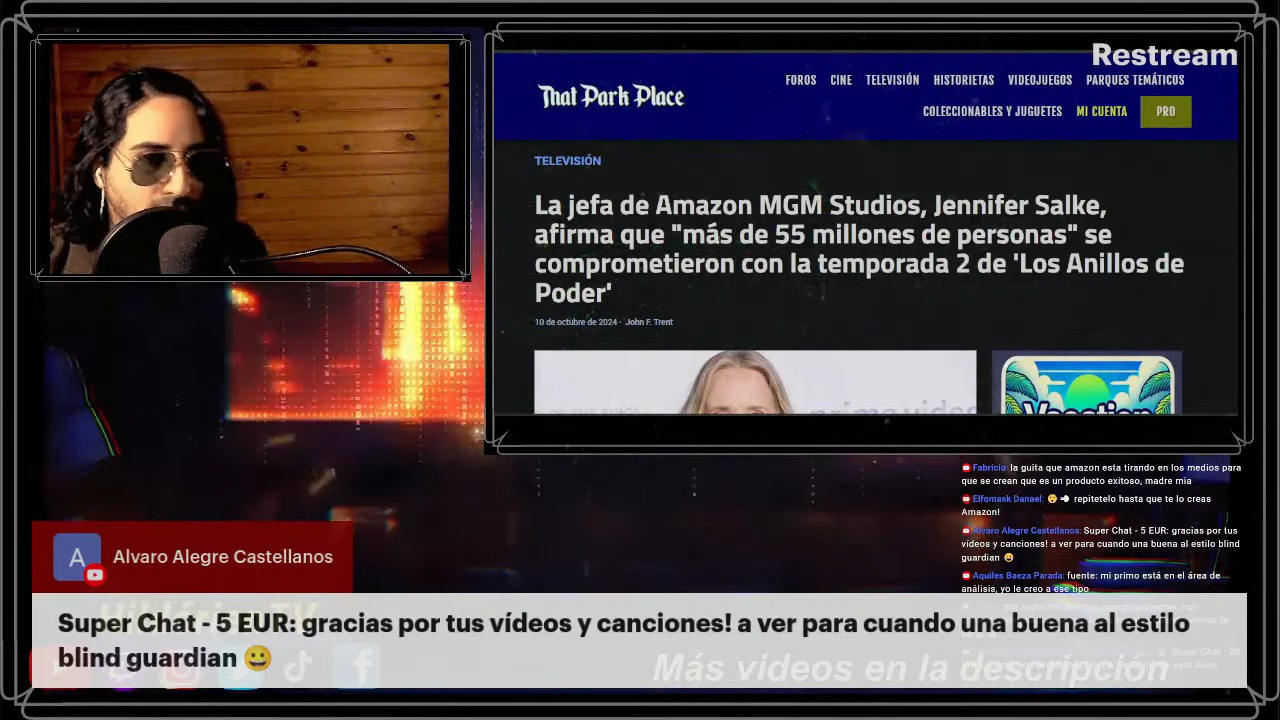 Restream
That Park Place
FOROS CINE TELEVISIÓN HISTORIETAS VIDEOJUEGOS PARQUES TEMÁTICOS
COLECCIONABLES Y JUGUETES MI CUENTA PRO
TELEVISIÓN
La jefa de Amazon MGM Studios, Jennifer Salke,
afirma que "más de 55 millones de personas" se
comprometieron con la temporada 2 de 'Los Anillos de
Poder'
10 de octubre de 2024 · John F. Trent
prime video
Vacation
Fabricio: la guita que amazon esta tirando en los medios para
que se crean que es un producto exitoso, madre mia
Elfomask Danael: 😲 💨 repitetelo hasta que te lo creas
Amazon!
Alvaro Alegre Castellanos: Super Chat - 5 EUR: gracias por tus
vídeos y canciones! a ver para cuando una buena al estilo blind
guardian 😀
Aquiles Baeza Parada: fuente: mi primo está en el área de
análisis, yo le creo a ese tipo
A
Alvaro Alegre Castellanos
Super Chat - 5 EUR: gracias por tus vídeos y canciones! a ver para cuando una buena al estilo
blind guardian 😀
Más videos en la descripción